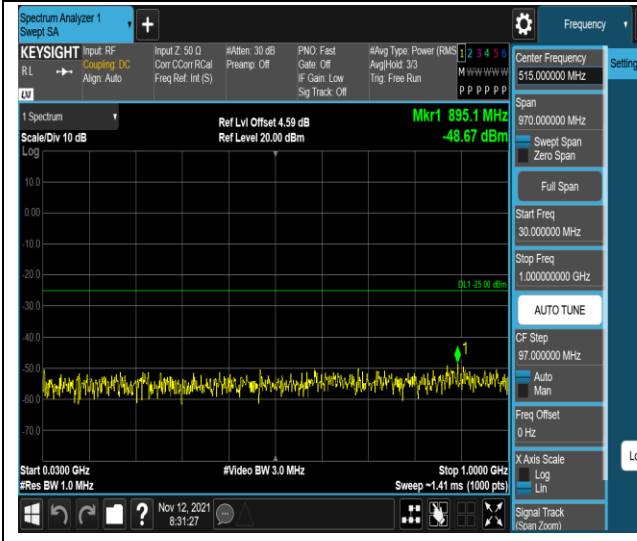 Spectrum Analyzer 1
Swept SA
Frequency
KEYSIGHT
RL
LXI
Input: RF
Coupling: DC
Align: Auto
Input Z: 50 Ω
Corr CCorr RCal
Freq Ref: Int (S)
#Atten: 30 dB
Preamp: Off
PNO: Fast
Gate: Off
IF Gain: Low
Sig Track: Off
#Avg Type: Power (RMS
Avg|Hold: 3/3
Trig: Free Run
1 2 3 4 5 6
M W W W W W
P P P P P P
1 Spectrum
Scale/Div 10 dB
Log
Ref Lvl Offset 4.59 dB
Ref Level 20.00 dBm
Mkr1 895.1 MHz
-48.67 dBm
10.0
0.00
-10.0
-20.0
DL1 -25.00 dBm
-30.0
-40.0
1
-50.0
-60.0
-70.0
Start 0.0300 GHz
#Res BW 1.0 MHz
#Video BW 3.0 MHz
Stop 1.0000 GHz
Sweep ~1.41 ms (1000 pts)
Nov 12, 2021
8:31:27
Center Frequency
515.000000 MHz
Span
970.000000 MHz
Swept Span
Zero Span
Full Span
Start Freq
30.000000 MHz
Stop Freq
1.000000000 GHz
AUTO TUNE
CF Step
97.000000 MHz
Auto
Man
Freq Offset
0 Hz
X Axis Scale
Log
Lin
Signal Track
(Span Zoom)
Setting
Lo